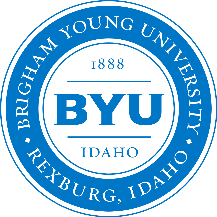 BRIGHAM YOUNG UNIVERSITY
1888
BYU
IDAHO
• REXBURG, IDAHO •